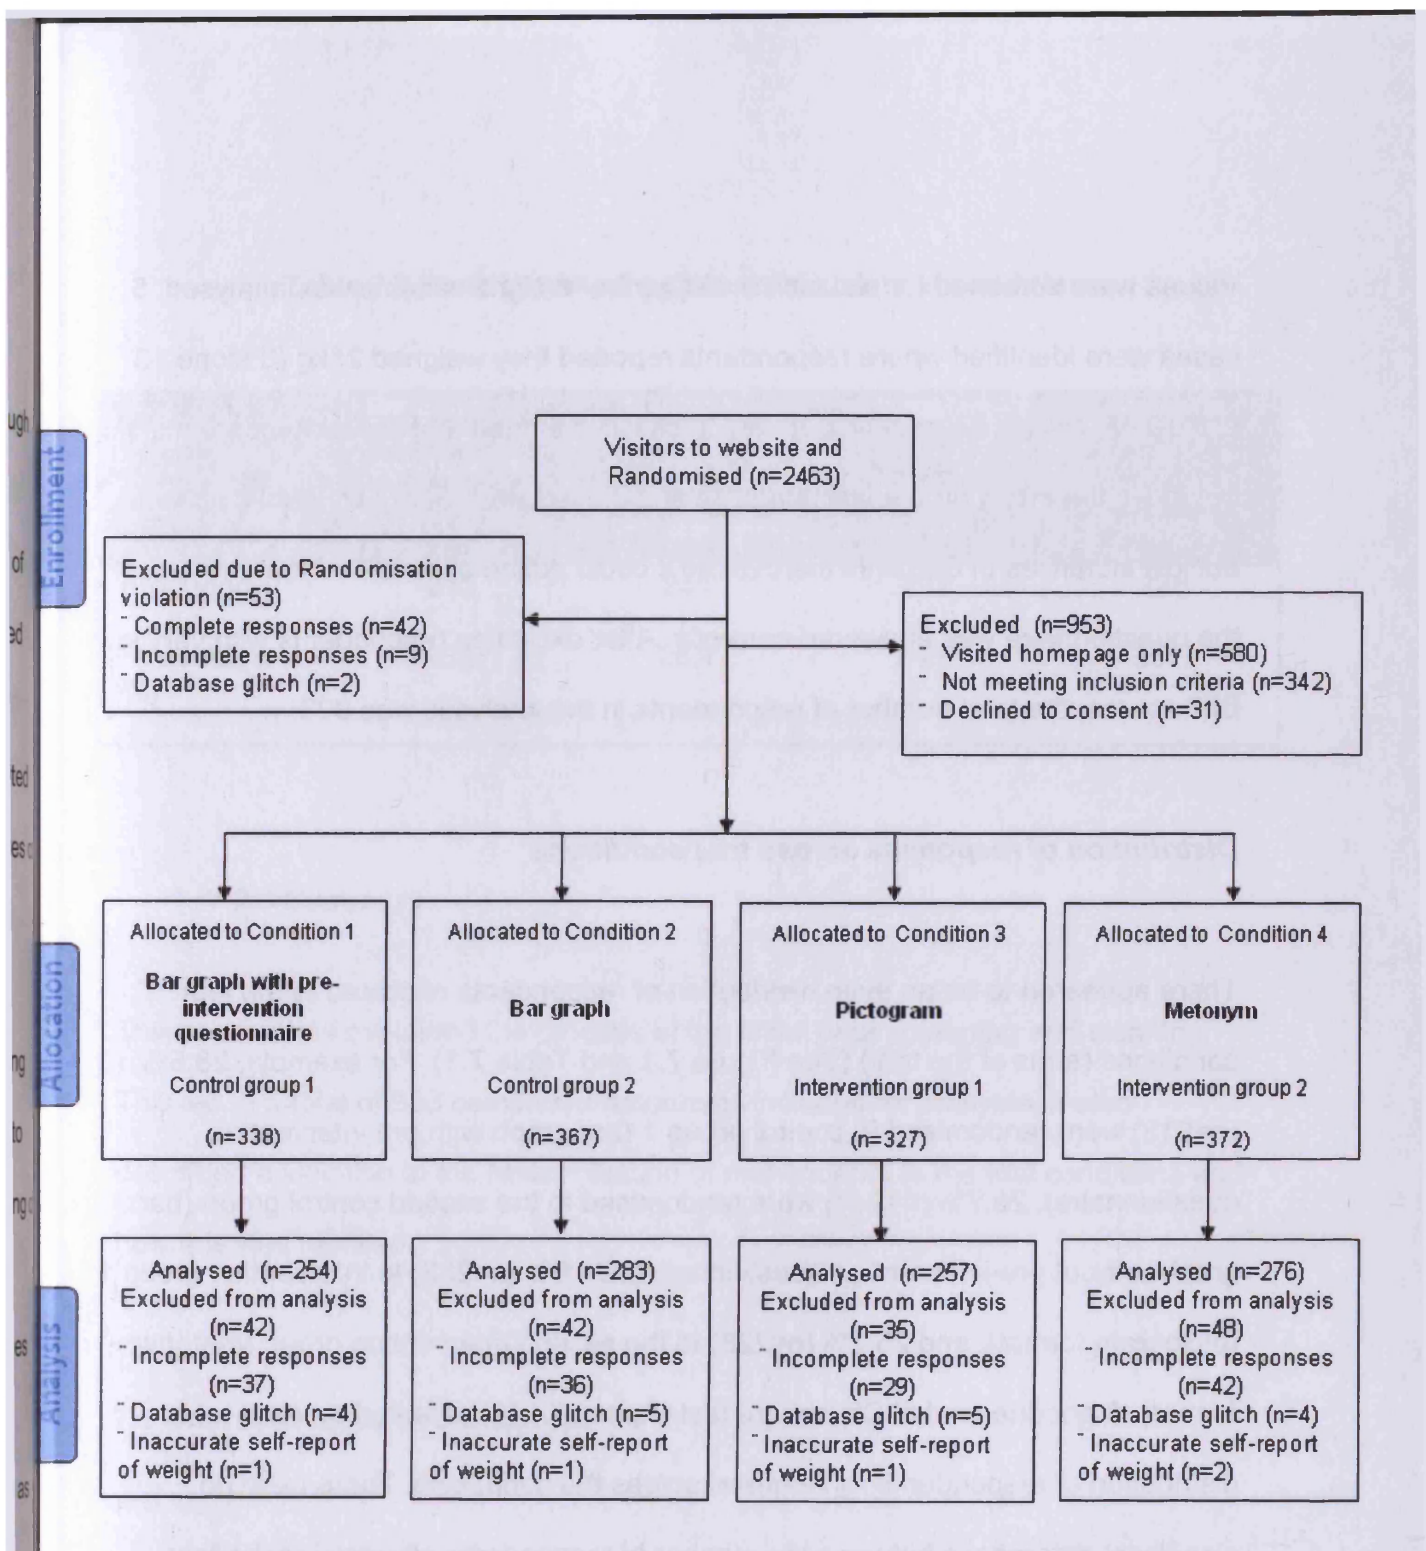 Visitors to website and
Randomised (n=2463)
Enrollment
Excluded due to Randomisation
violation (n=53)
¨ Complete responses (n=42)
¨ Incomplete responses (n=9)
¨ Database glitch (n=2)
Excluded (n=953)
¨ Visited homepage only (n=580)
¨ Not meeting inclusion criteria (n=342)
¨ Declined to consent (n=31)
Allocation
Allocated to Condition 1
Bar graph with pre-
intervention
questionnaire
Control group 1
(n=338)
Allocated to Condition 2
Bar graph
Control group 2
(n=367)
Allocated to Condition 3
Pictogram
Intervention group 1
(n=327)
Allocated to Condition 4
Metonym
Intervention group 2
(n=372)
Analysis
Analysed (n=254)
Excluded from analysis
(n=42)
¨ Incomplete responses
(n=37)
¨ Database glitch (n=4)
¨ Inaccurate self-report
of weight (n=1)
Analysed (n=283)
Excluded from analysis
(n=42)
¨ Incomplete responses
(n=36)
¨ Database glitch (n=5)
¨ Inaccurate self-report
of weight (n=1)
Analysed (n=257)
Excluded from analysis
(n=35)
¨ Incomplete responses
(n=29)
¨ Database glitch (n=5)
¨ Inaccurate self-report
of weight (n=1)
Analysed (n=276)
Excluded from analysis
(n=48)
¨ Incomplete responses
(n=42)
¨ Database glitch (n=4)
¨ Inaccurate self-report
of weight (n=2)